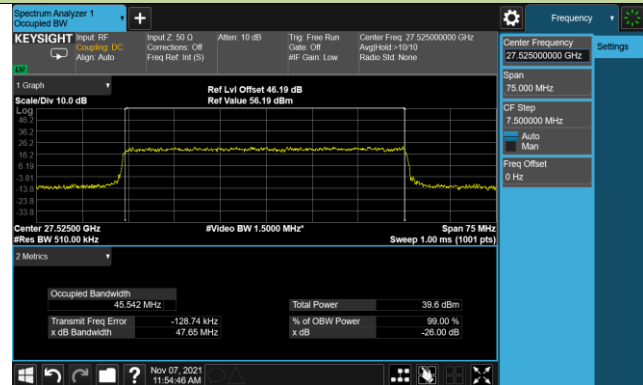 Spectrum Analyzer 1
Occupied BW
Frequency
KEYSIGHT
Input: RF
Coupling: DC
Align: Auto
Input Z: 50 Ω
Corrections: Off
Freq Ref: Int (S)
Atten: 10 dB
Trig: Free Run
Gate: Off
#IF Gain: Low
Center Freq: 27.525000000 GHz
Avg|Hold:>10/10
Radio Std: None
Center Frequency
27.525000000 GHz
Settings
Span
75.000 MHz
CF Step
7.500000 MHz
Auto
Man
Freq Offset
0 Hz
1 Graph
Scale/Div 10.0 dB
Ref Lvl Offset 46.19 dB
Ref Value 56.19 dBm
Log
46.2
36.2
26.2
16.2
6.19
-3.81
-13.8
-23.8
-33.8
Center 27.52500 GHz
#Res BW 510.00 kHz
#Video BW 1.5000 MHz*
Span 75 MHz
Sweep 1.00 ms (1001 pts)
2 Metrics
Occupied Bandwidth
45.542 MHz
Total Power 39.6 dBm
Transmit Freq Error -128.74 kHz
% of OBW Power 99.00 %
x dB Bandwidth 47.65 MHz
x dB -26.00 dB
?
Nov 07, 2021
11:54:46 AM